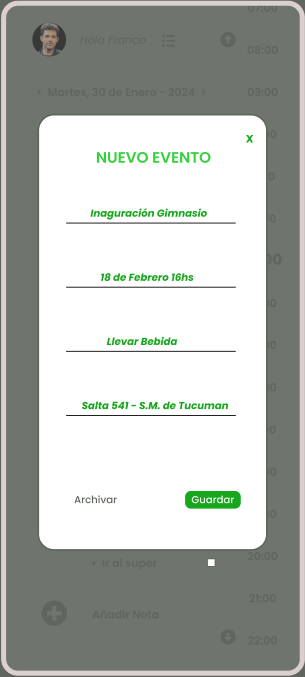 07:00
Hola Franco
08:00
‹ Martes, 30 de Enero - 2024 ›
09:00
X
NUEVO EVENTO
Inaguración Gimnasio
18 de Febrero 16hs
Llevar Bebida
Salta 541 - S.M. de Tucuman
Archivar
Guardar
• Ir al super
20:00
21:00
Añadir Nota
22:00